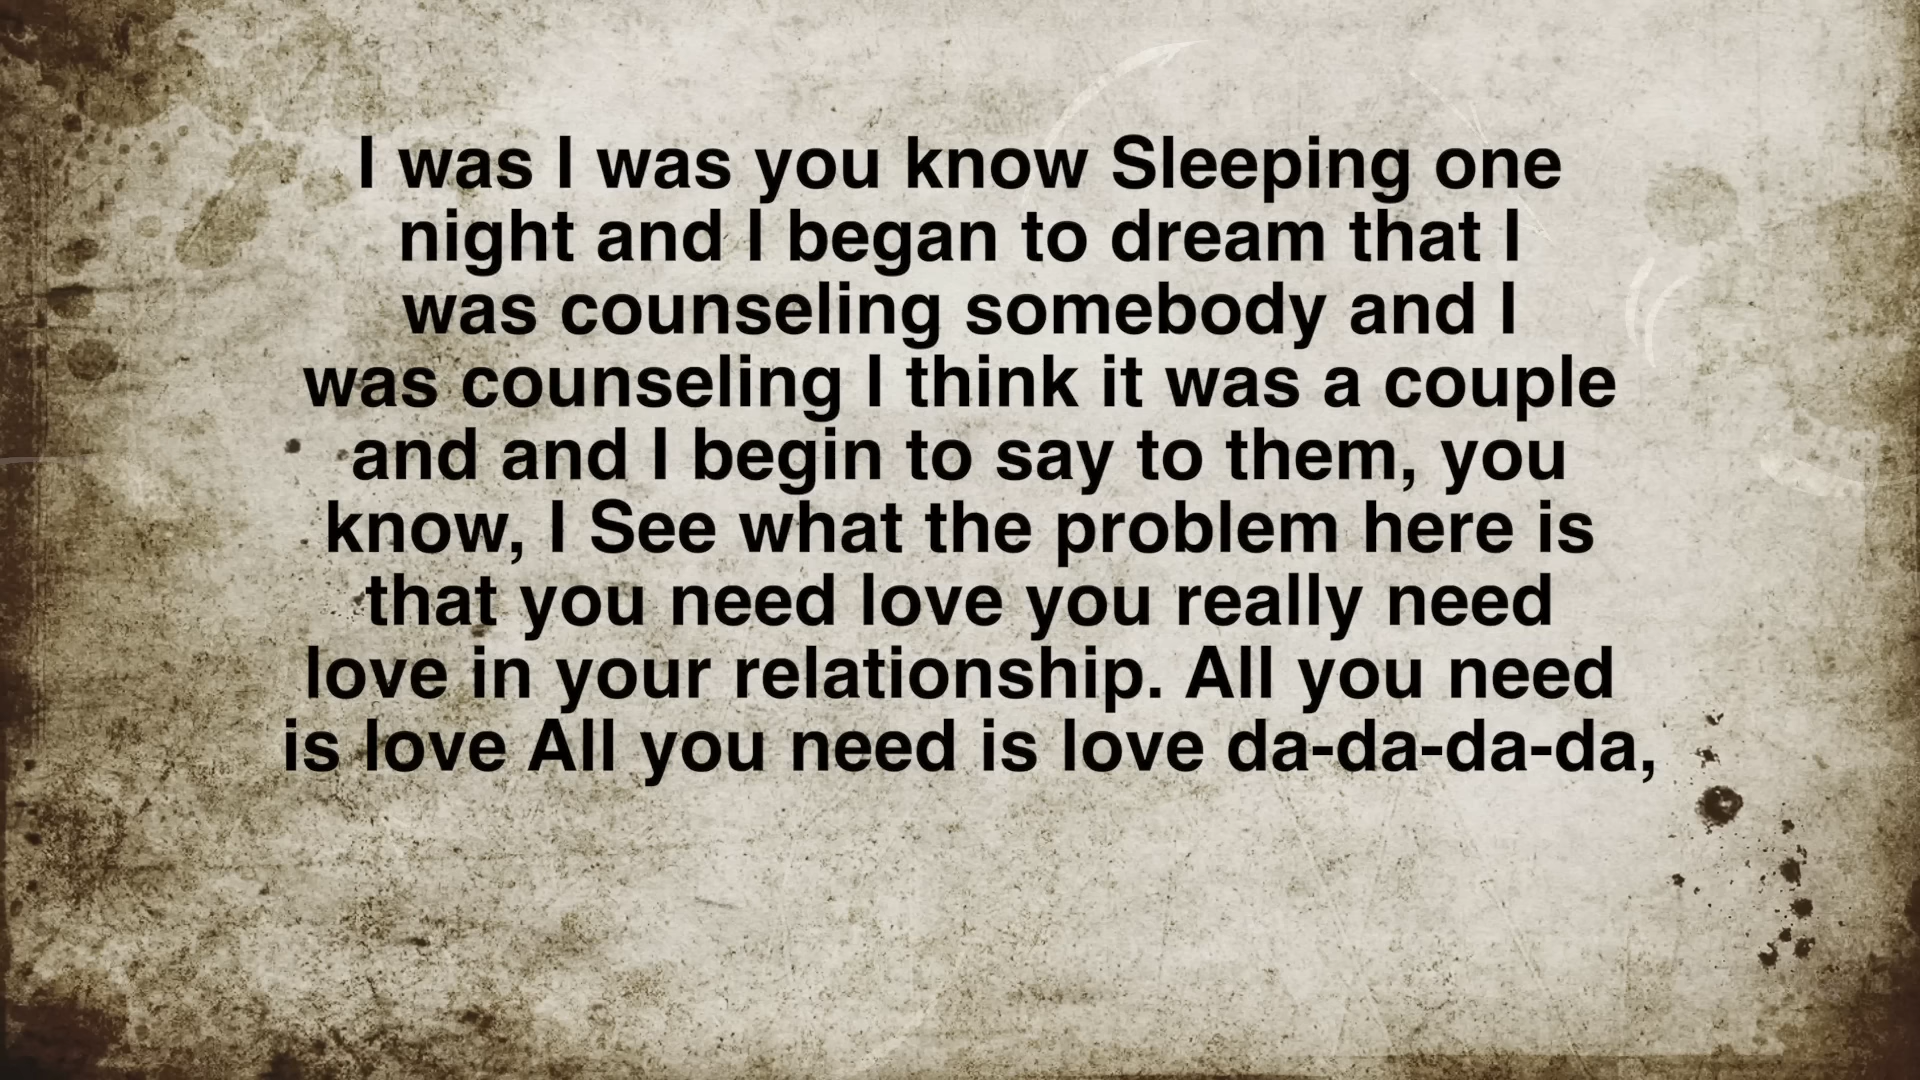 I was I was you know Sleeping one
night and I began to dream that I
was counseling somebody and I
was counseling I think it was a couple
and and I begin to say to them, you
know, I See what the problem here is
that you need love you really need
love in your relationship. All you need
is love All you need is love da-da-da-da,